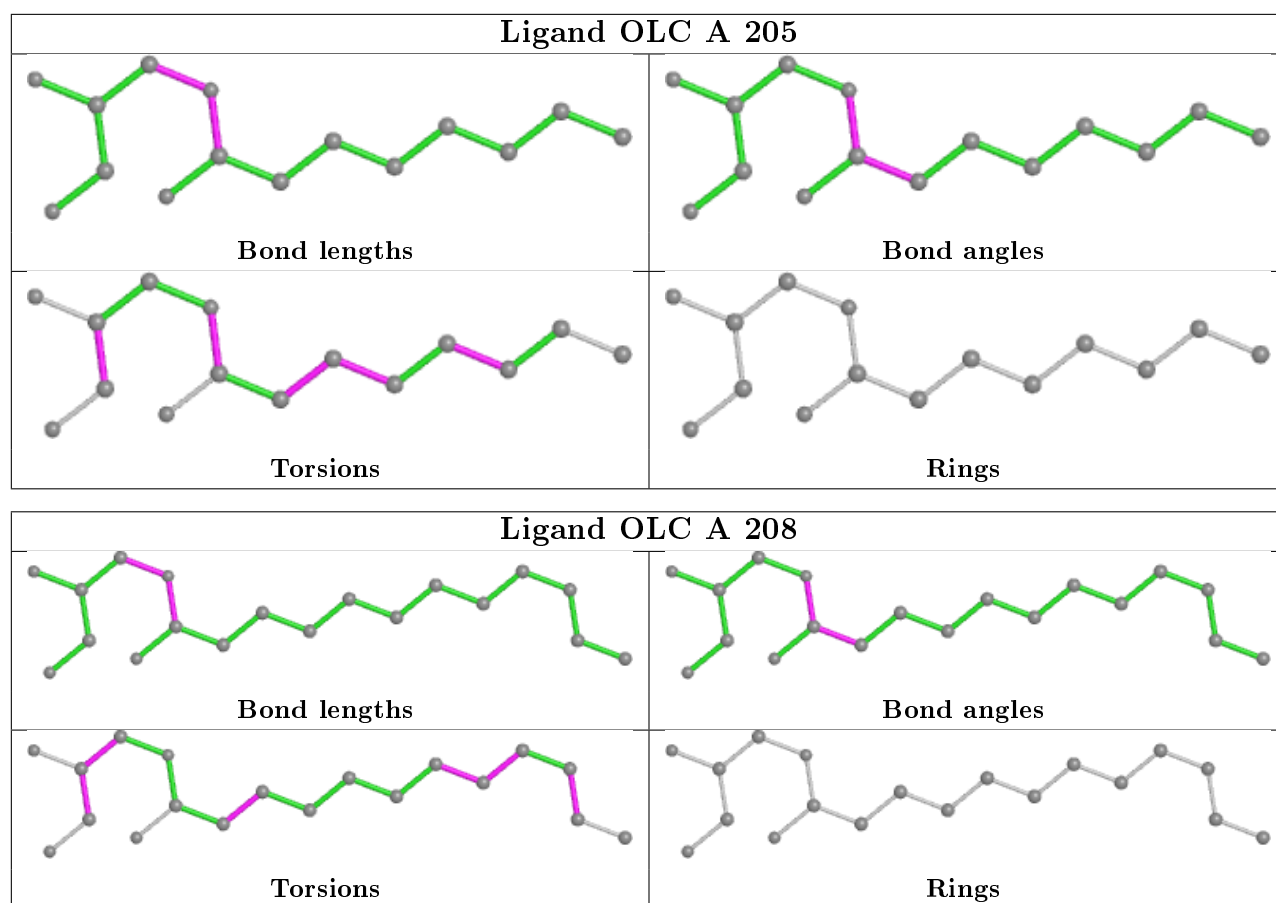 Ligand OLC A 205
Bond lengths
Bond angles
Torsions
Rings
Ligand OLC A 208
Bond lengths
Bond angles
Torsions
Rings